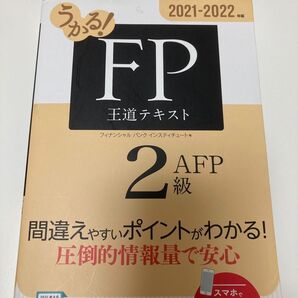 2021-2022年版
うかる!
FP
王道テキスト
フィナンシャル バンク インスティチュート 編
2級
AFP
間違えやすいポイントがわかる!
圧倒的情報量で安心
スマホで